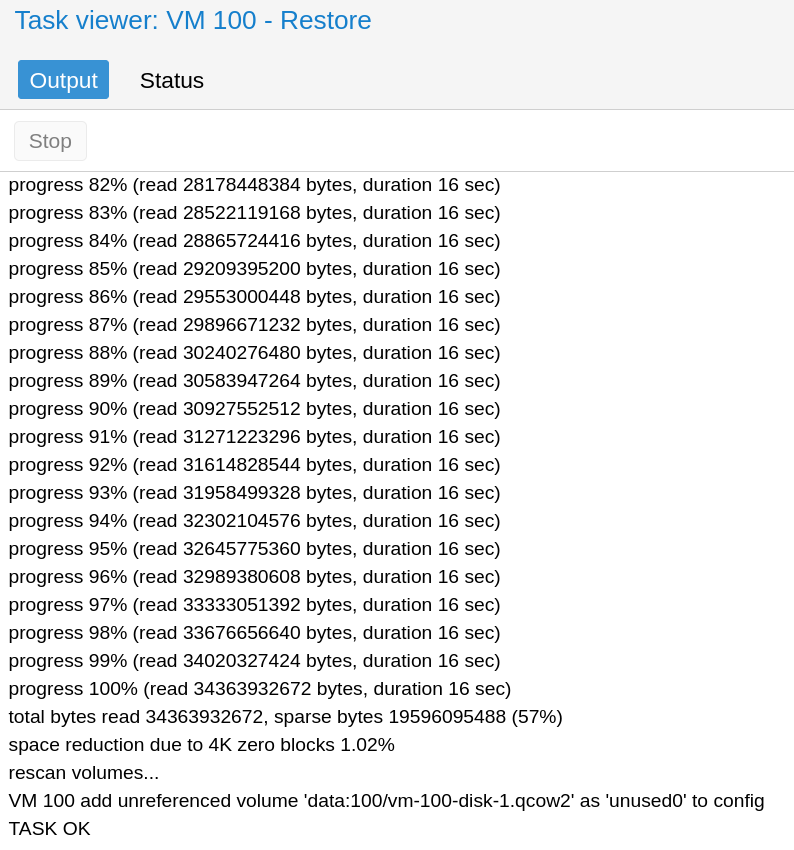 Task viewer: VM 100 - Restore
Output Status
Stop
progress 82% (read 28178448384 bytes, duration 16 sec)
progress 83% (read 28522119168 bytes, duration 16 sec)
progress 84% (read 28865724416 bytes, duration 16 sec)
progress 85% (read 29209395200 bytes, duration 16 sec)
progress 86% (read 29553000448 bytes, duration 16 sec)
progress 87% (read 29896671232 bytes, duration 16 sec)
progress 88% (read 30240276480 bytes, duration 16 sec)
progress 89% (read 30583947264 bytes, duration 16 sec)
progress 90% (read 30927552512 bytes, duration 16 sec)
progress 91% (read 31271223296 bytes, duration 16 sec)
progress 92% (read 31614828544 bytes, duration 16 sec)
progress 93% (read 31958499328 bytes, duration 16 sec)
progress 94% (read 32302104576 bytes, duration 16 sec)
progress 95% (read 32645775360 bytes, duration 16 sec)
progress 96% (read 32989380608 bytes, duration 16 sec)
progress 97% (read 33333051392 bytes, duration 16 sec)
progress 98% (read 33676656640 bytes, duration 16 sec)
progress 99% (read 34020327424 bytes, duration 16 sec)
progress 100% (read 34363932672 bytes, duration 16 sec)
total bytes read 34363932672, sparse bytes 19596095488 (57%)
space reduction due to 4K zero blocks 1.02%
rescan volumes...
VM 100 add unreferenced volume 'data:100/vm-100-disk-1.qcow2' as 'unused0' to config
TASK OK